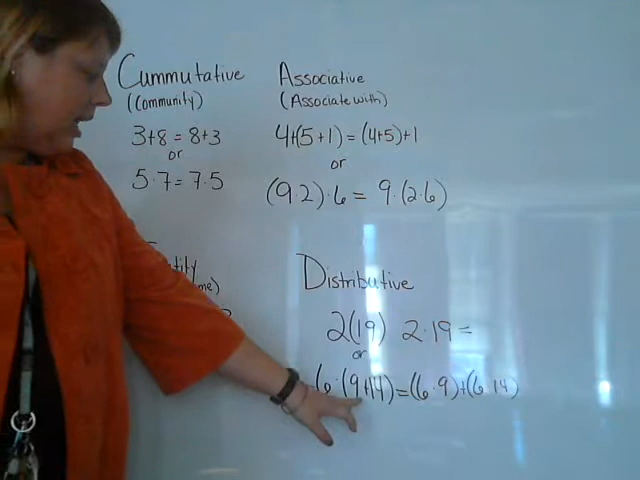 Cummutative
(Community)
3+8 = 8+3
or
5·7 = 7·5
Associative
(Associate with)
4+(5+1) = (4+5)+1
or
(9·2)·6 = 9·(2·6)
Distributive
2(19) 2·19 =
or
6·(9+14) = (6·9)+(6·14)